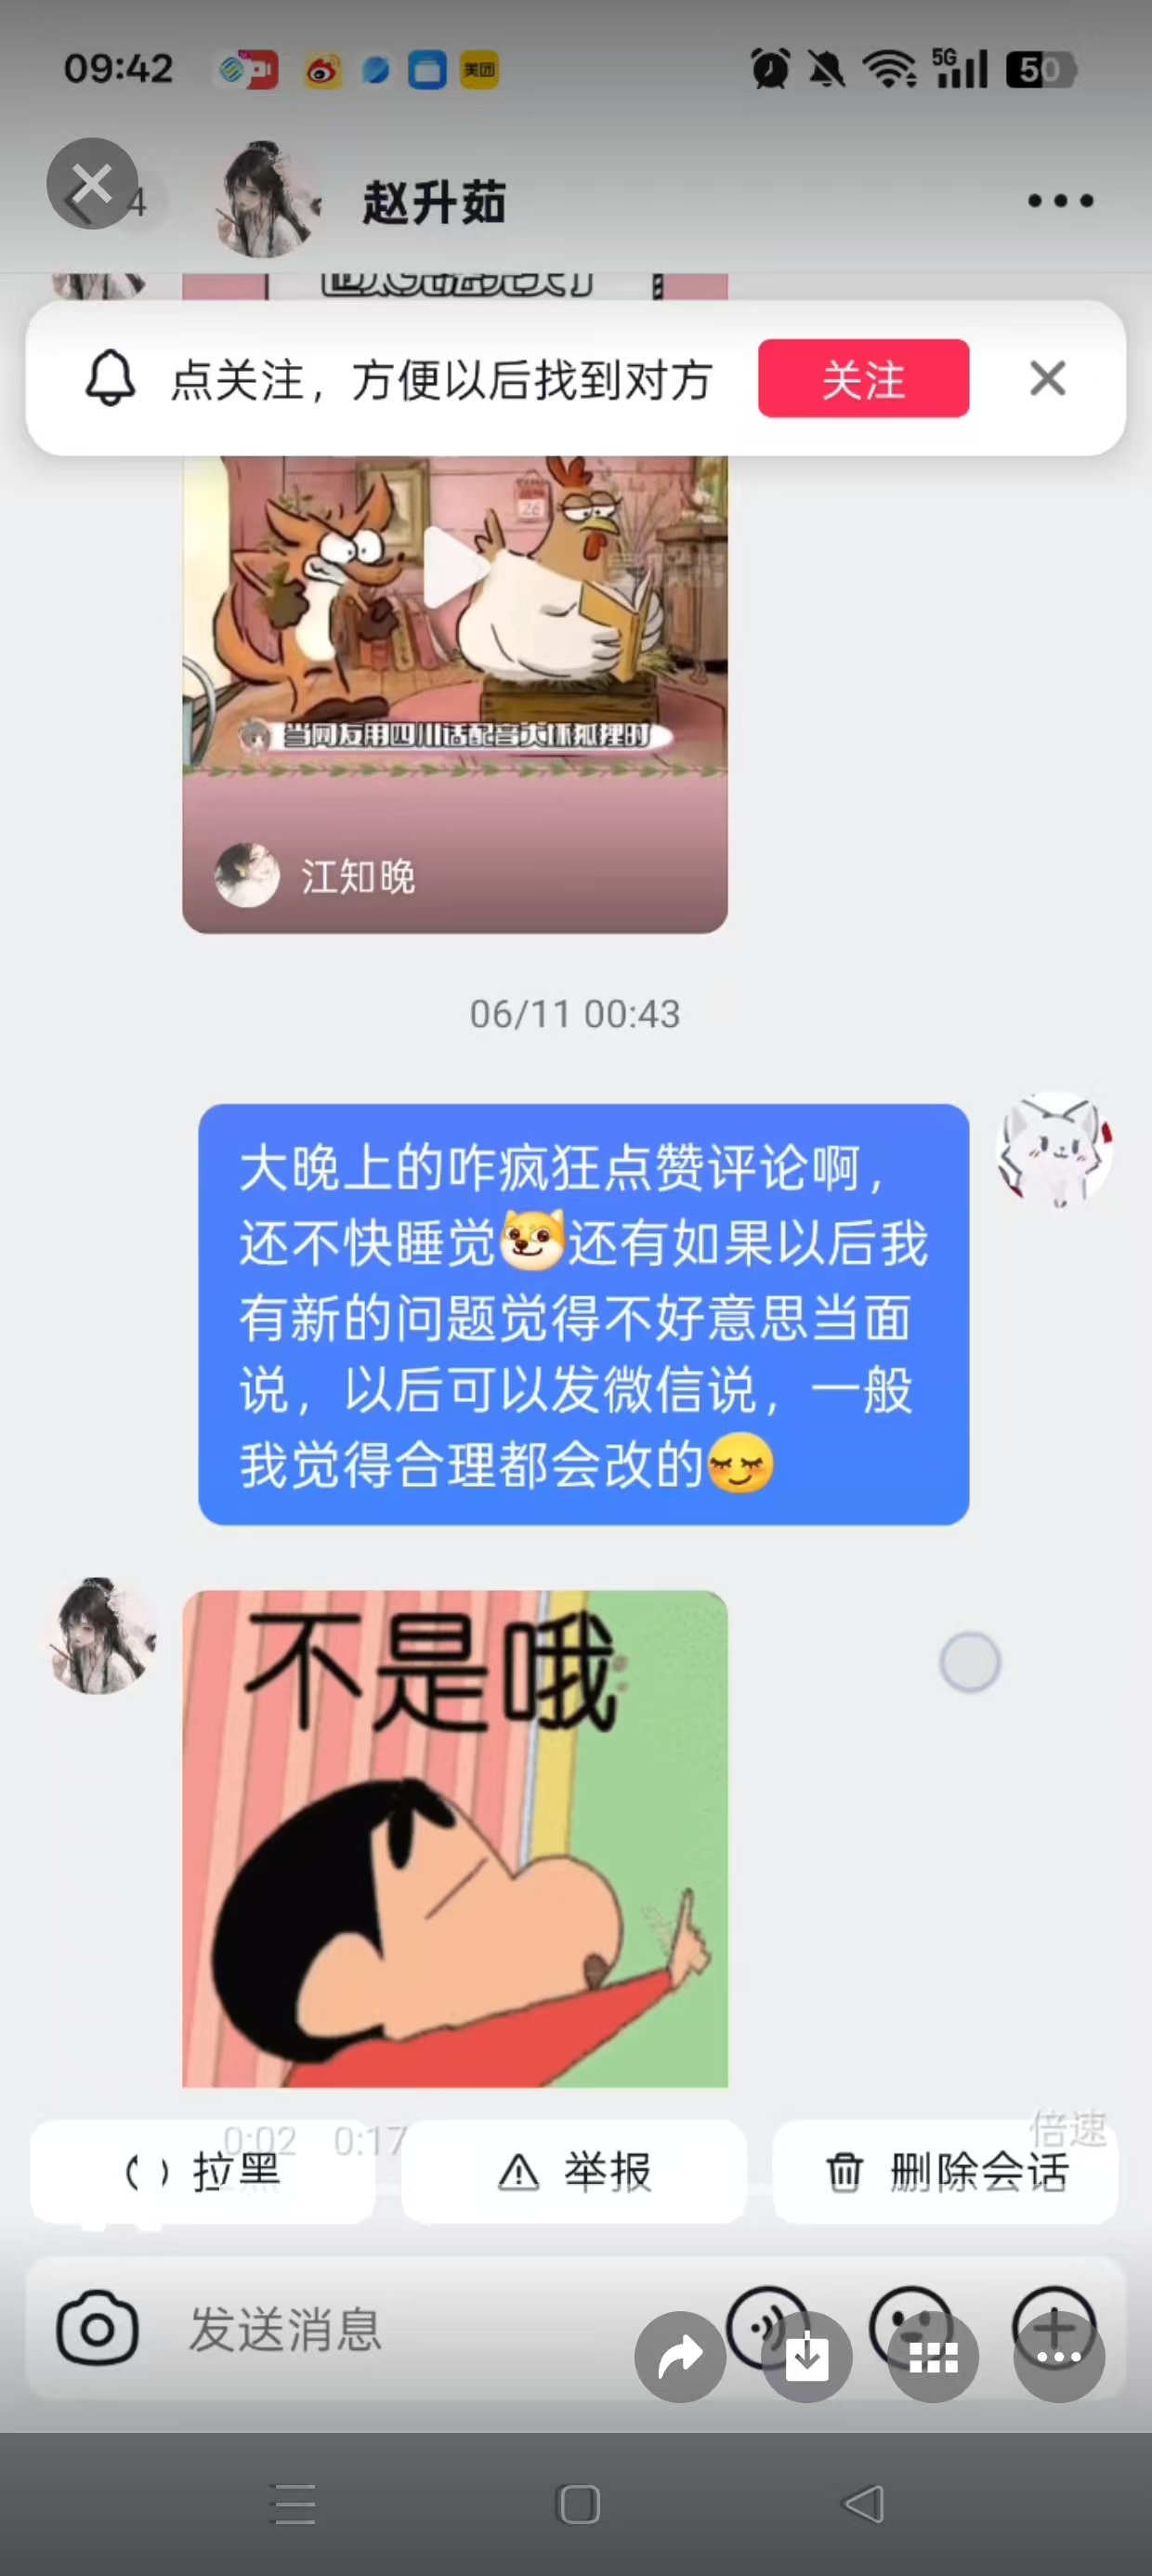 09:42
美团
5G
50
4
赵升茹
点关注，方便以后找到对方
关注
26
当网友用四川话配音大坏狐狸时
江知晚
06/11 00:43
大晚上的咋疯狂点赞评论啊，
还不快睡觉还有如果以后我
有新的问题觉得不好意思当面
说，以后可以发微信说，一般
我觉得合理都会改的
不是哦
0:02 0:17
倍速
拉黑
举报
删除会话
发送消息